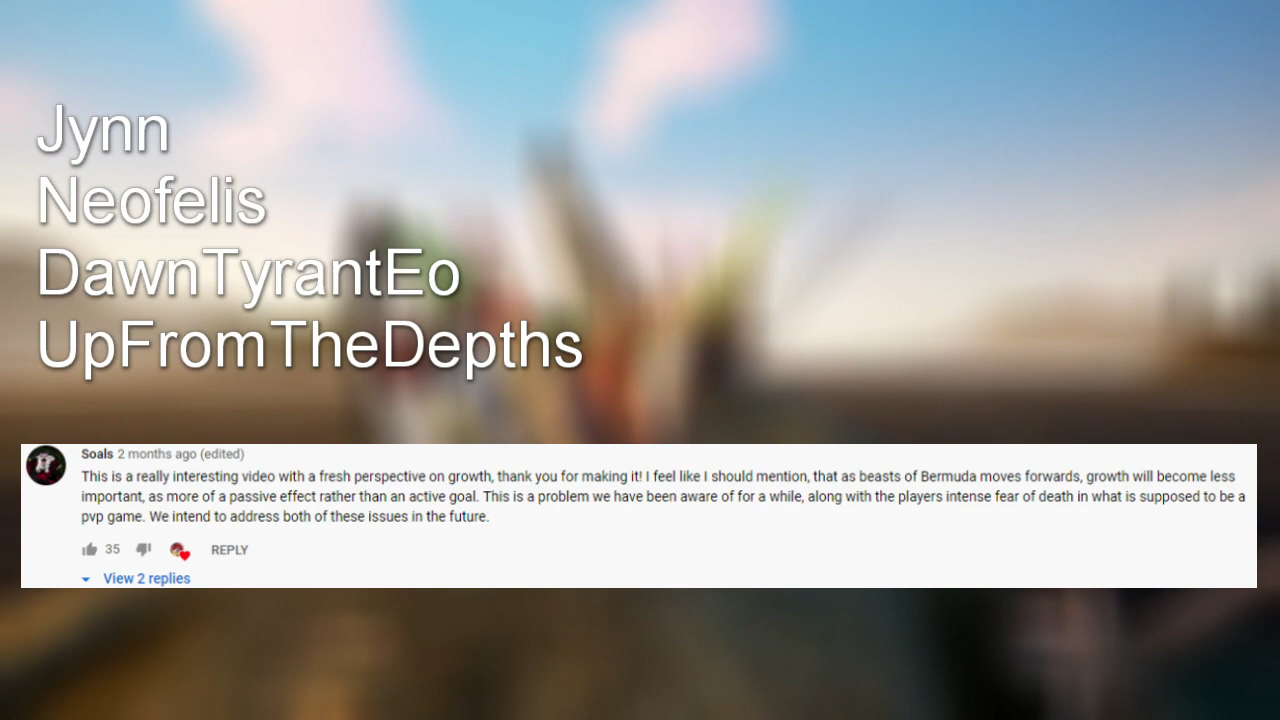 Jynn
Neofelis
DawnTyrantEo
UpFromTheDepths
Soals 2 months ago (edited)
This is a really interesting video with a fresh perspective on growth, thank you for making it! I feel like I should mention, that as beasts of Bermuda moves forwards, growth will become less
important, as more of a passive effect rather than an active goal. This is a problem we have been aware of for a while, along with the players intense fear of death in what is supposed to be a
pvp game. We intend to address both of these issues in the future.
35 REPLY
View 2 replies